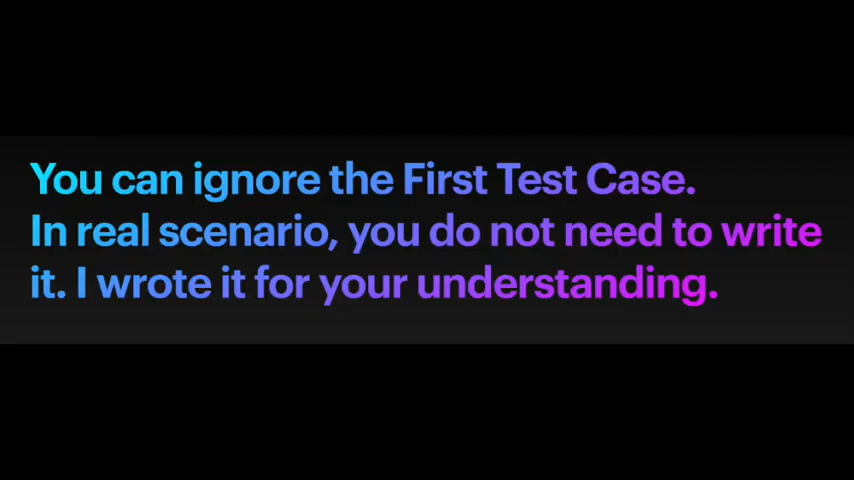 You can ignore the First Test Case.
In real scenario, you do not need to write
it. I wrote it for your understanding.